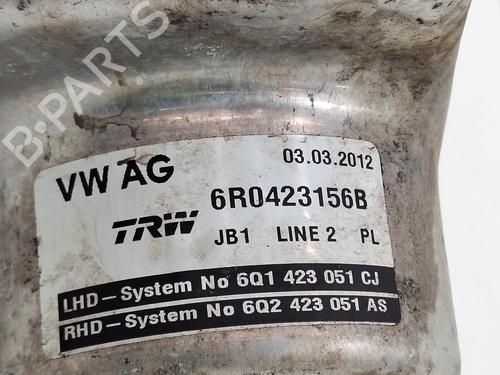 B-PARTS
03.03.2012
VW AG
6R0423156B
TRW
JB1 LINE 2 PL
LHD-System No 6Q1 423 051 CJ
RHD-System No 6Q2 423 051 AS